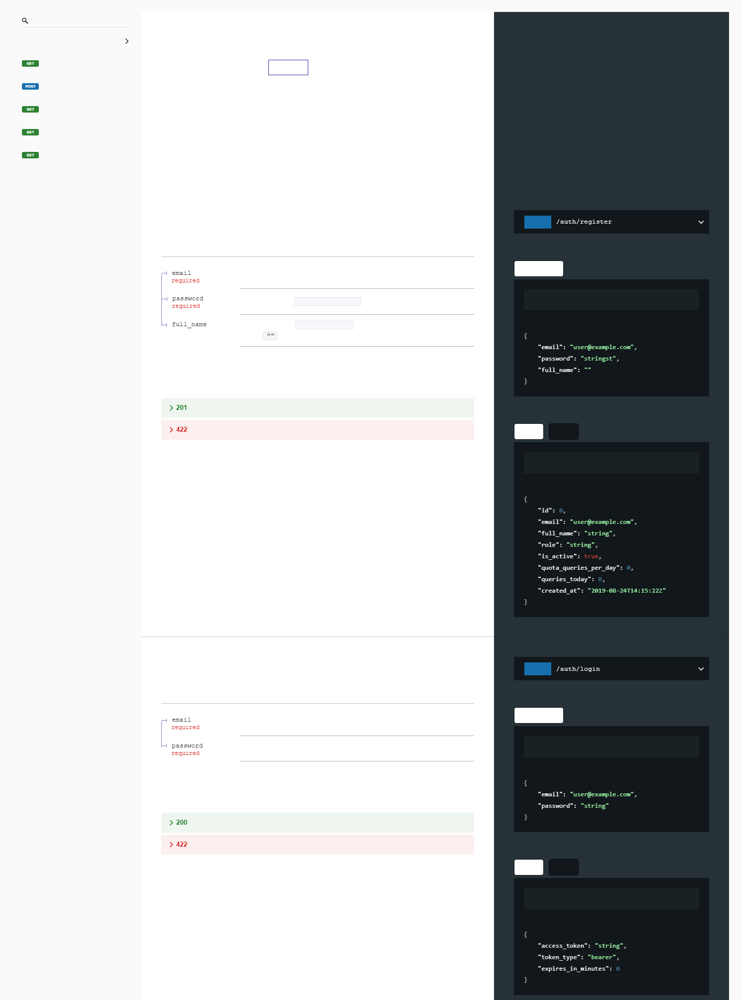 GET
POST
GET
GET
GET
/auth/register
email
required
password
required
full_name
""
{
"email": "user@example.com",
"password": "stringst",
"full_name": ""
}
201
422
{
"id": 0,
"email": "user@example.com",
"full_name": "string",
"role": "string",
"is_active": true,
"quota_queries_per_day": 0,
"queries_today": 0,
"created_at": "2019-08-24T14:15:22Z"
}
/auth/login
email
required
password
required
{
"email": "user@example.com",
"password": "string"
}
200
422
{
"access_token": "string",
"token_type": "bearer",
"expires_in_minutes": 0
}